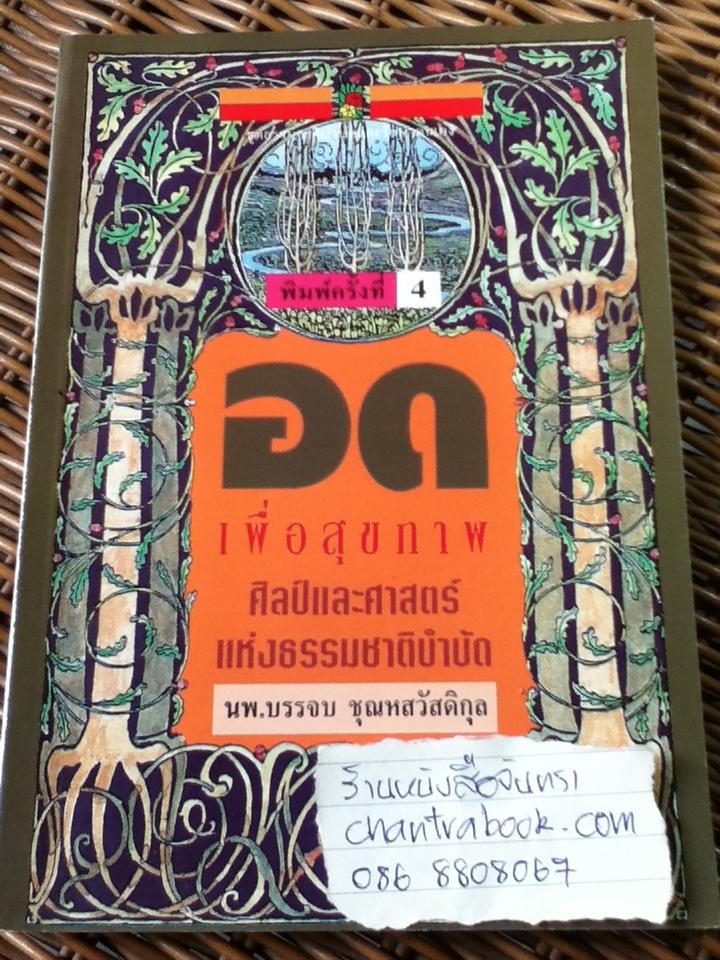 พิมพ์ครั้งที่ 4
อด
เพื่อสุขภาพ
ศิลป์และศาสตร์
แห่งธรรมชาติบำบัด
นพ.บรรจบ ชุณหสวัสดิกุล
ร้านหนังสือจันทรา
chantrabook.com
086 8808067